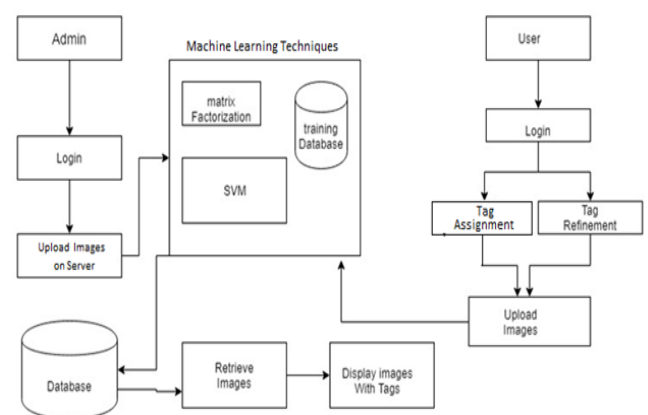 Admin
Machine Learning Techniques
User
matrix
Factorization
training
Database
Login
Login
SVM
Tag
Assignment
Tag
Refinement
Upload Images
on Server
Upload
Images
Database
Retrieve
Images
Display images
With Tags